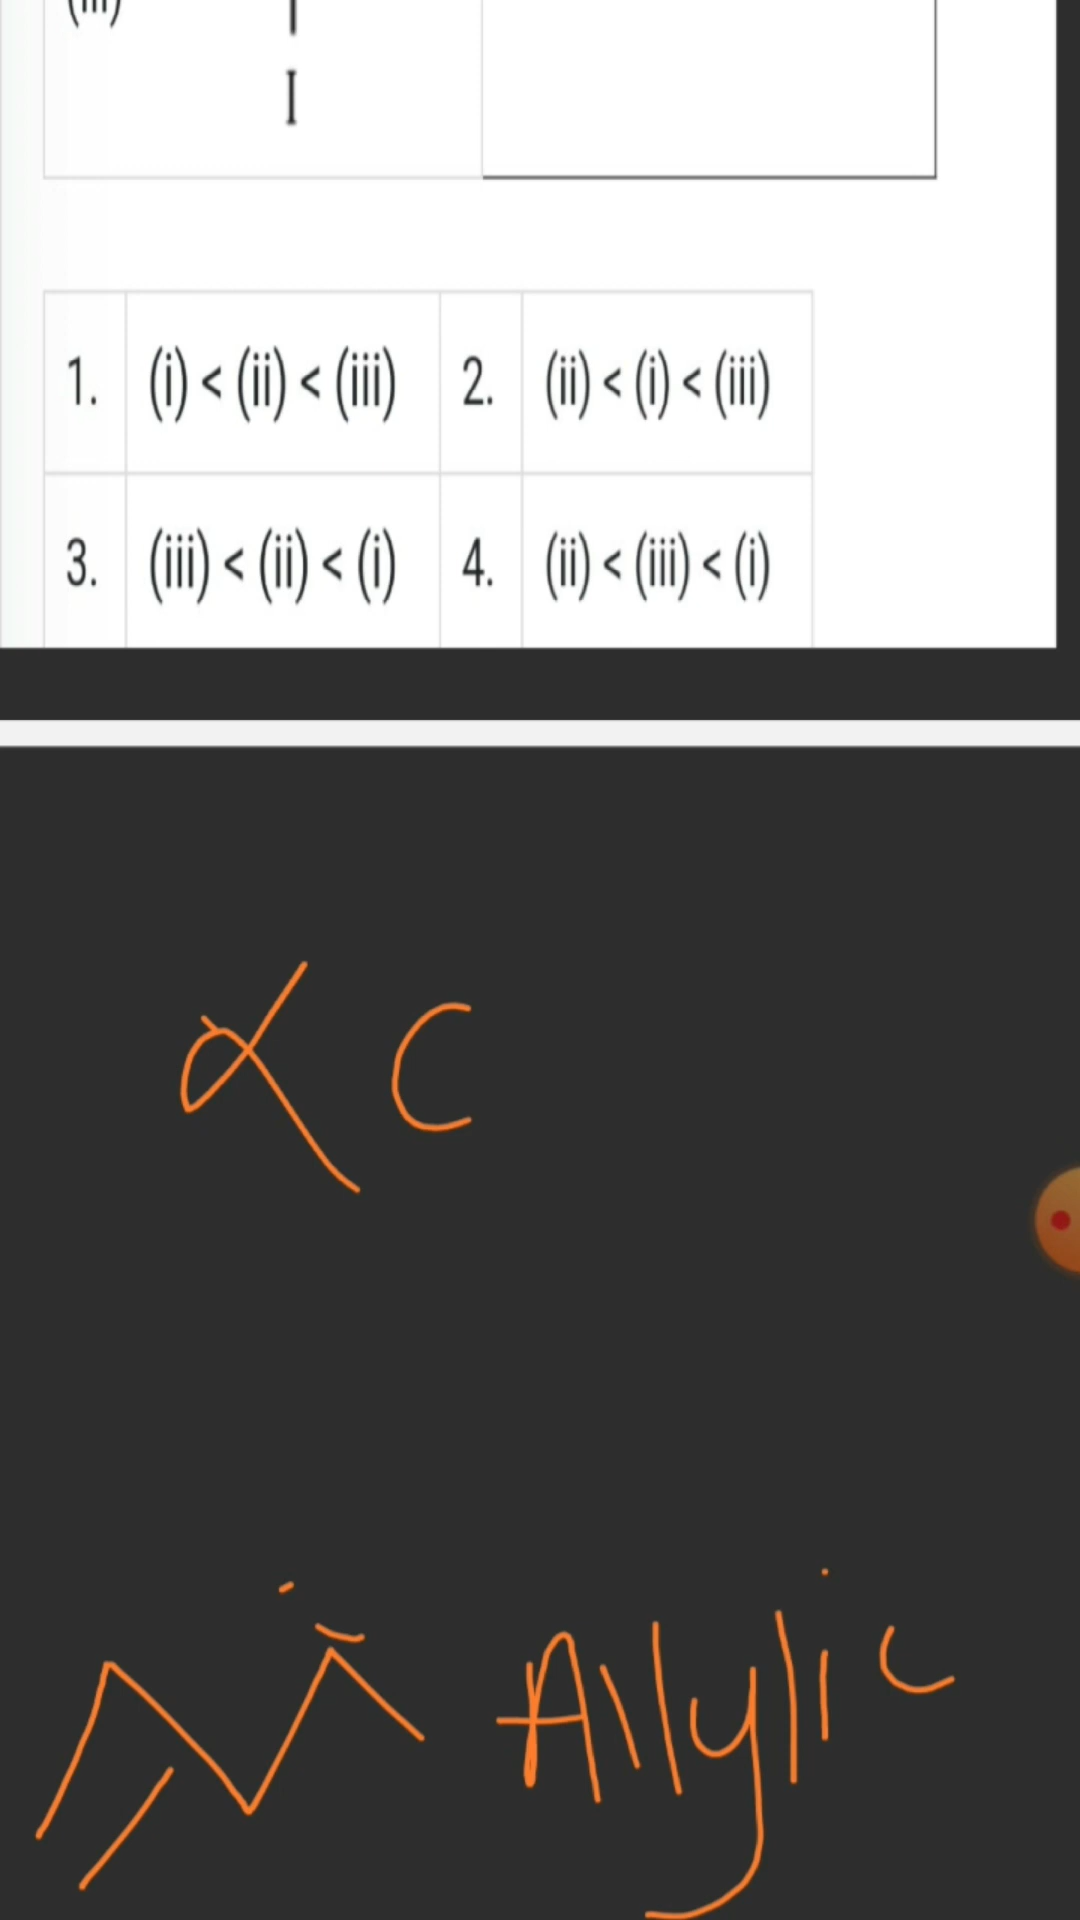 (iii)
I
1. (i) < (ii) < (iii) 2. (ii) < (i) < (iii)
3. (iii) < (ii) < (i) 4. (ii) < (iii) < (i)
α C
Allylic